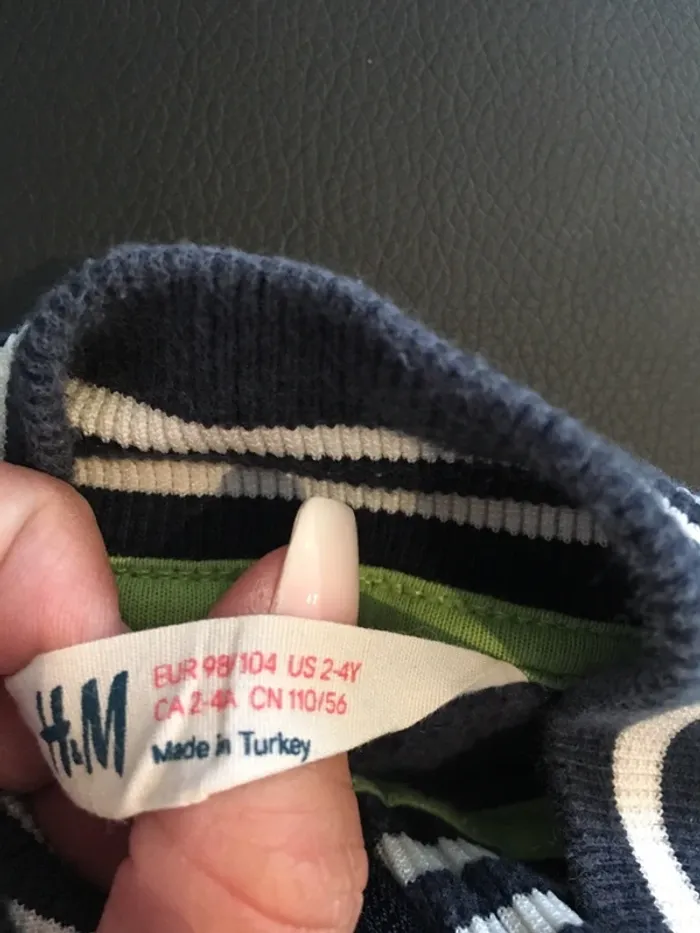 H&M
EUR 98/104 US 2-4Y
CA 2-4A CN 110/56
Made in Turkey